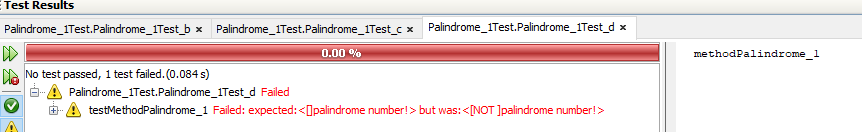 Test Results
Palindrome_1Test.Palindrome_1Test_b × Palindrome_1Test.Palindrome_1Test_c × Palindrome_1Test.Palindrome_1Test_d ×
0.00 %
No test passed, 1 test failed.(0.084 s)
Palindrome_1Test.Palindrome_1Test_d Failed
testMethodPalindrome_1 Failed: expected:<[]palindrome number!> but was:<[NOT ]palindrome number!>
methodPalindrome_1